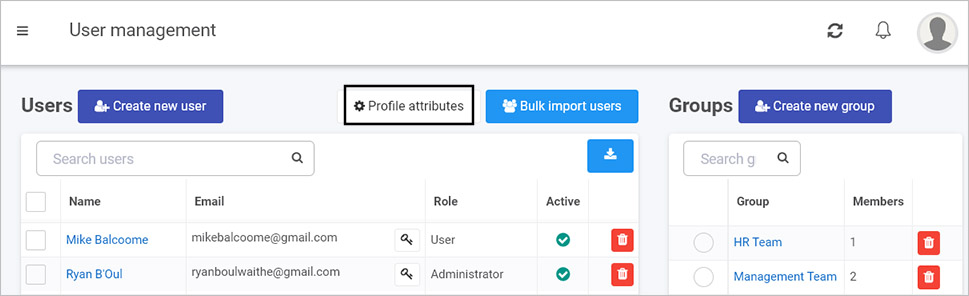 User management
Users Create new user Profile attributes Bulk import users
Search users
Name Email Role Active
Mike Balcoome mikebalcoome@gmail.com User
Ryan B'Oul ryanboulwaithe@gmail.com Administrator
Groups Create new group
Search g
Group Members
HR Team 1
Management Team 2